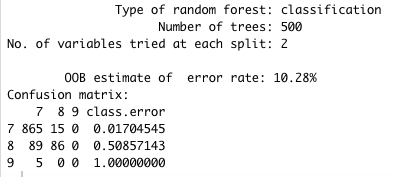 Type of random forest: classification
Number of trees: 500
No. of variables tried at each split: 2
OOB estimate of  error rate: 10.28%
Confusion matrix:
7  8 9 class.error
7 865 15 0  0.01704545
8  89 86 0  0.50857143
9   5  0 0  1.00000000